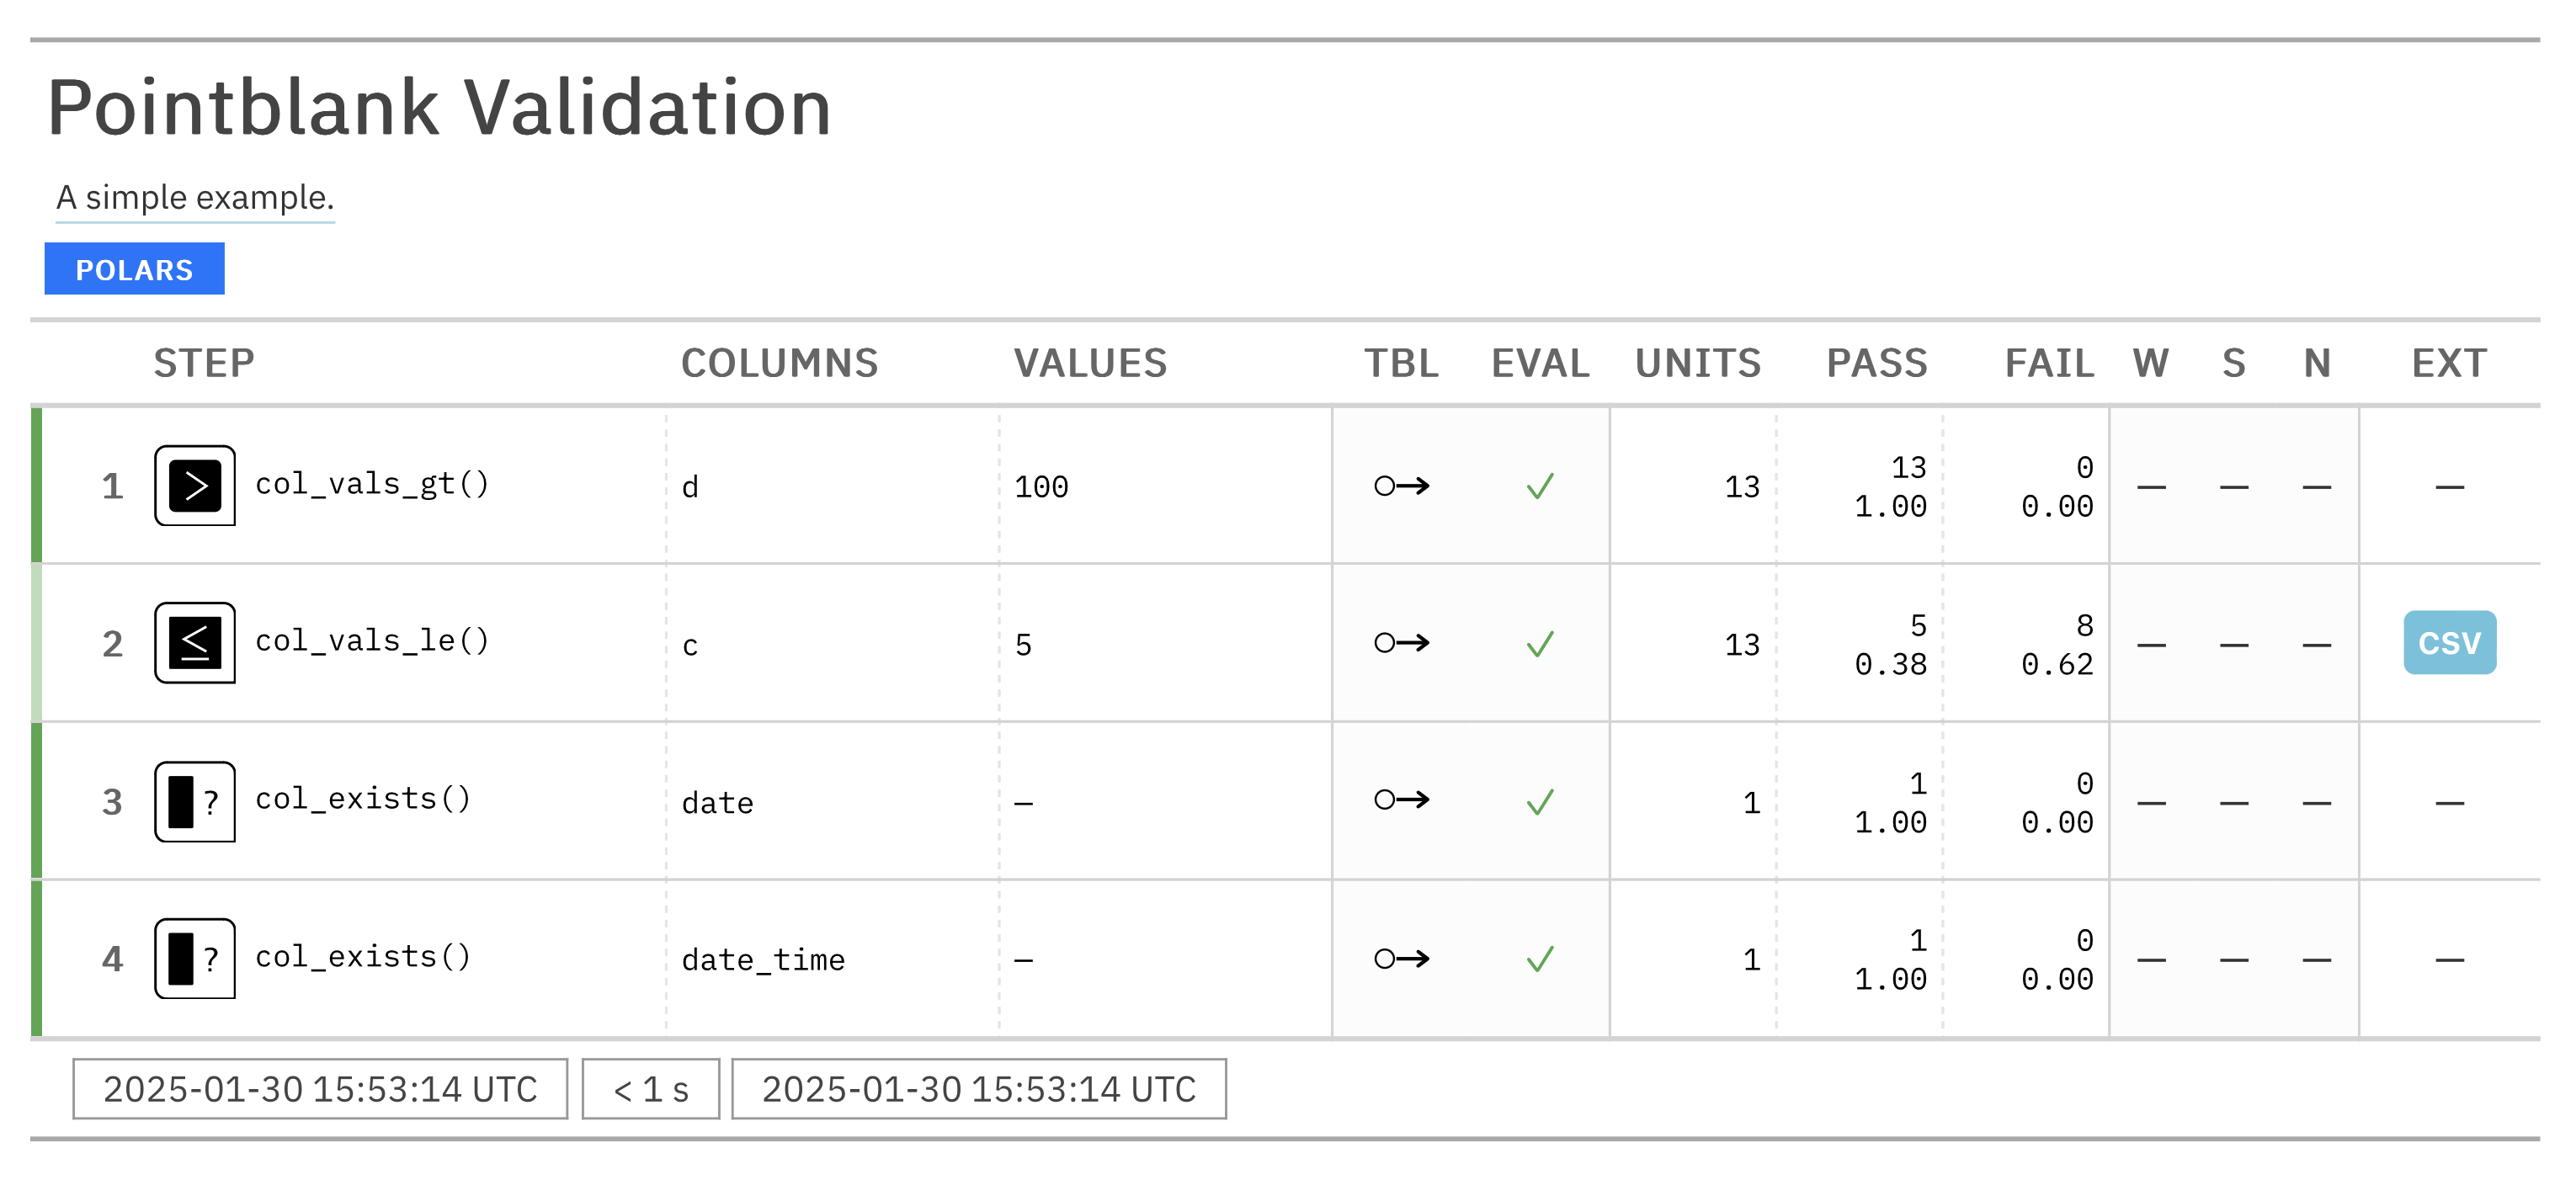 Pointblank Validation
A simple example.
POLARS
STEP COLUMNS VALUES TBL EVAL UNITS PASS FAIL W S N EXT
1 > col_vals_gt() d 100 ○→ ✓ 13 13 0 — — — —
1.00 0.00
2 ≤ col_vals_le() c 5 ○→ ✓ 13 5 8 — — — CSV
0.38 0.62
3 ? col_exists() date — ○→ ✓ 1 1 0 — — — —
1.00 0.00
4 ? col_exists() date_time — ○→ ✓ 1 1 0 — — — —
1.00 0.00
2025-01-30 15:53:14 UTC < 1 s 2025-01-30 15:53:14 UTC